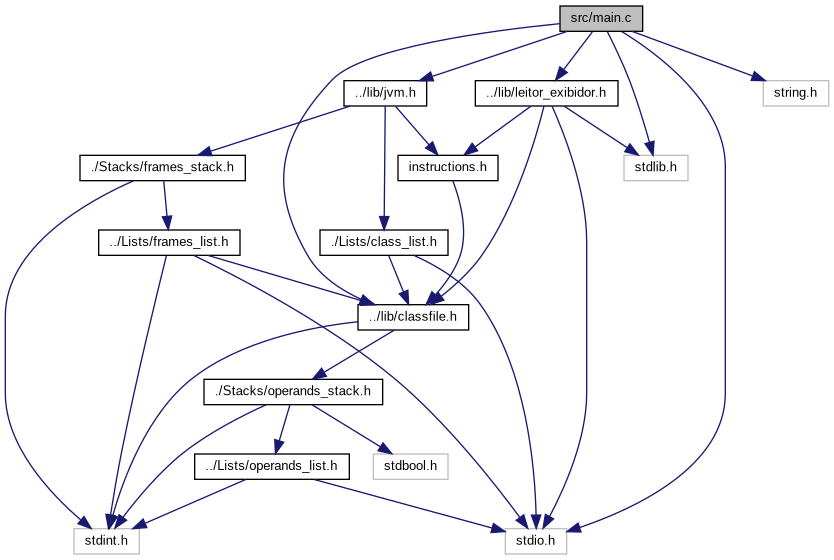 src/main.c
../lib/jvm.h
../lib/leitor_exibidor.h
string.h
./Stacks/frames_stack.h
instructions.h
stdlib.h
../Lists/frames_list.h
./Lists/class_list.h
../lib/classfile.h
./Stacks/operands_stack.h
../Lists/operands_list.h
stdbool.h
stdint.h
stdio.h